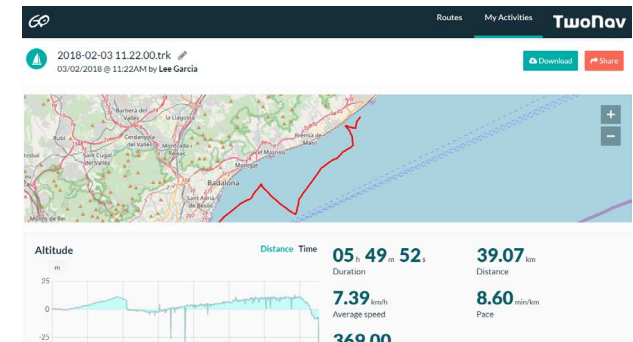 Routes My Activities TwoNav
2018-02-03 11.22.00.trk
03/02/2018 @ 11:22AM by Lee Garcia
Download Share
Barberà del Vallès
la Llagosta
Rubí
Cerdanyola del Vallès
Montcada i Reixac
Premià de Mar
Sant Cugat del Vallès
el Masnou
Montgat
Badalona
Sant Adrià de Besòs
Molins de Rei
+
−
Altitude Distance Time
m
25
0
-25
05 h 49 m 52 s
Duration
39.07 km
Distance
7.39 km/h
Average speed
8.60 min/km
Pace
369.00